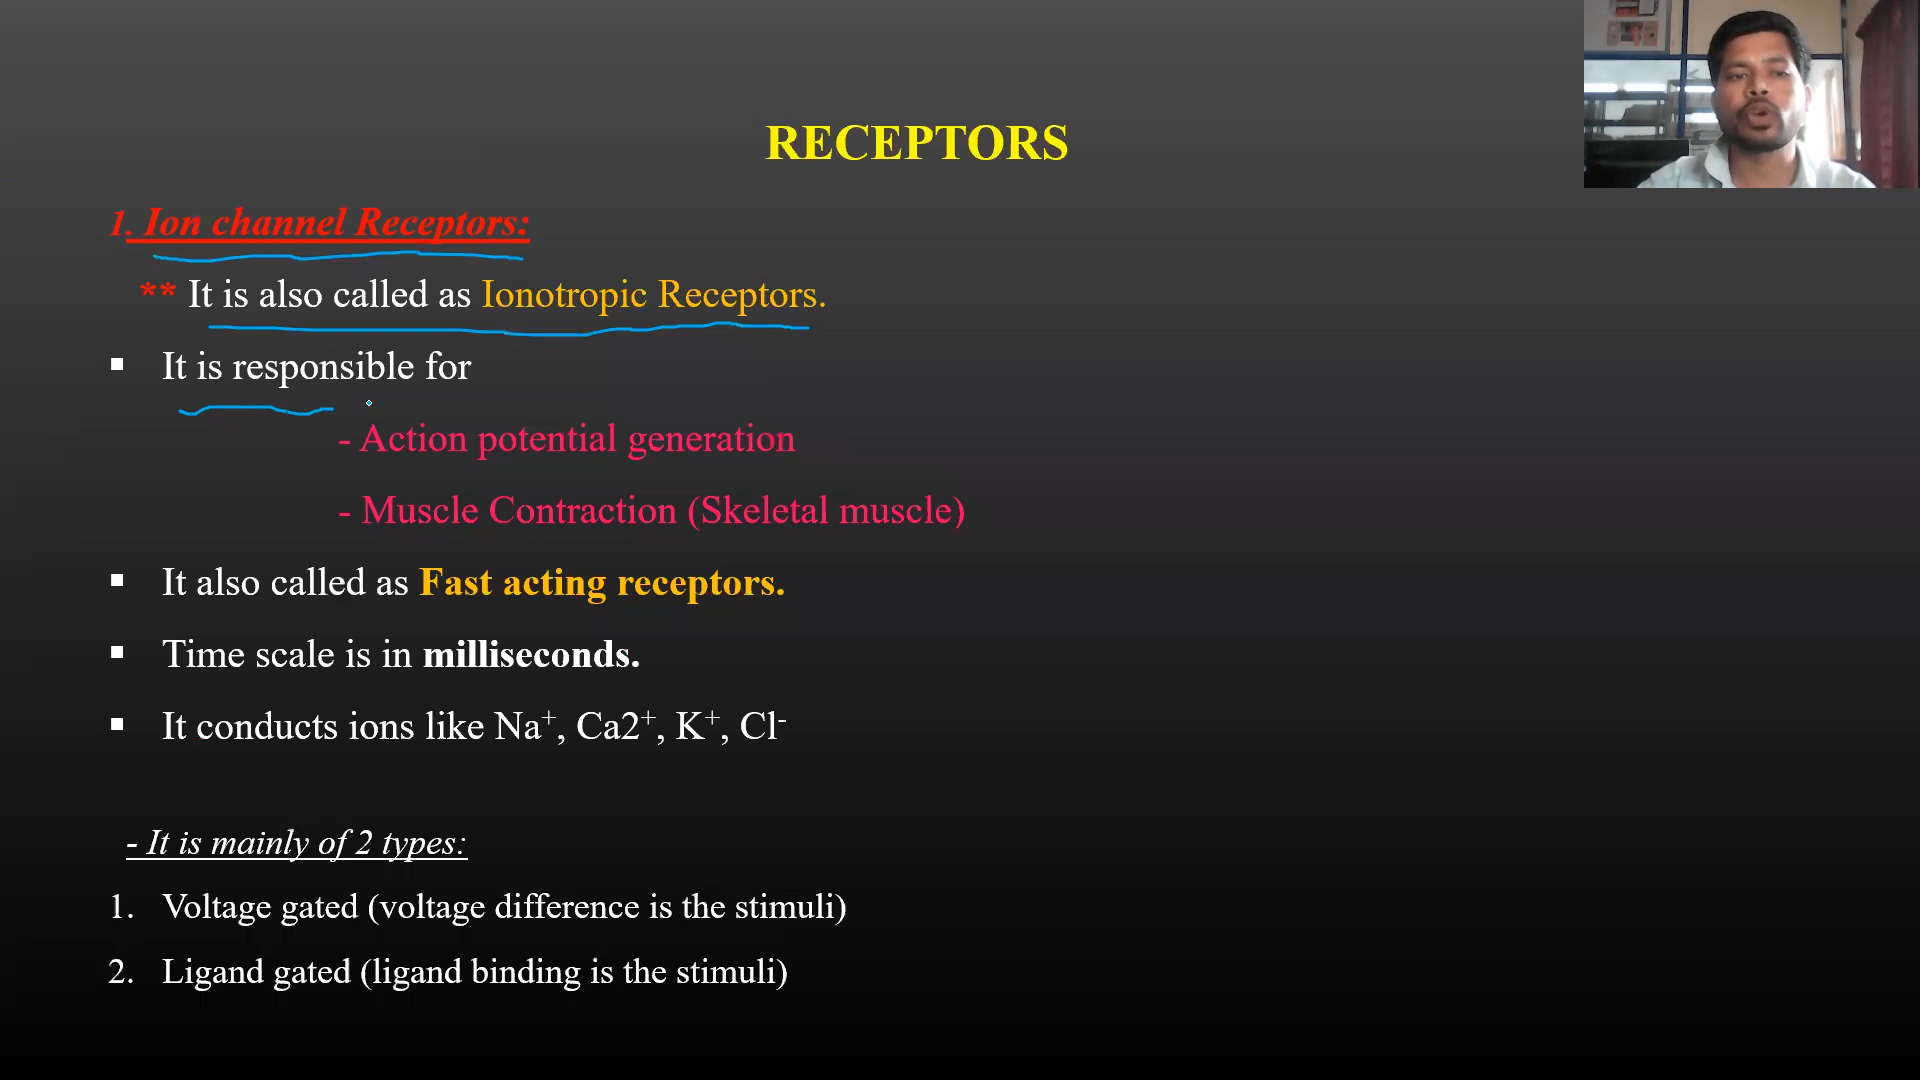 RECEPTORS
1. Ion channel Receptors:
** It is also called as Ionotropic Receptors.
▪ It is responsible for
- Action potential generation
- Muscle Contraction (Skeletal muscle)
▪ It also called as Fast acting receptors.
▪ Time scale is in milliseconds.
▪ It conducts ions like Na⁺, Ca2⁺, K⁺, Cl⁻
- It is mainly of 2 types:
1. Voltage gated (voltage difference is the stimuli)
2. Ligand gated (ligand binding is the stimuli)